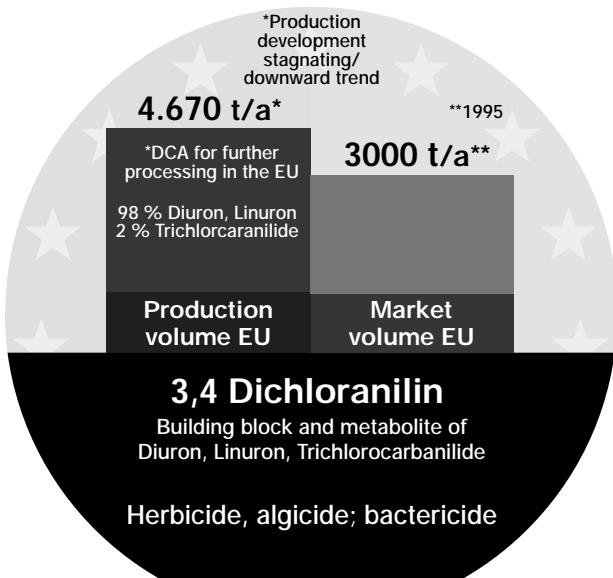 *Production
development
stagnating/
downward trend
4.670 t/a*
**1995
*DCA for further
processing in the EU
98 % Diuron, Linuron
2 % Trichlorcaranilide
3000 t/a**
Production
volume EU
Market
volume EU
3,4 Dichloranilin
Building block and metabolite of
Diuron, Linuron, Trichlorocarbanilide
Herbicide, algicide; bactericide